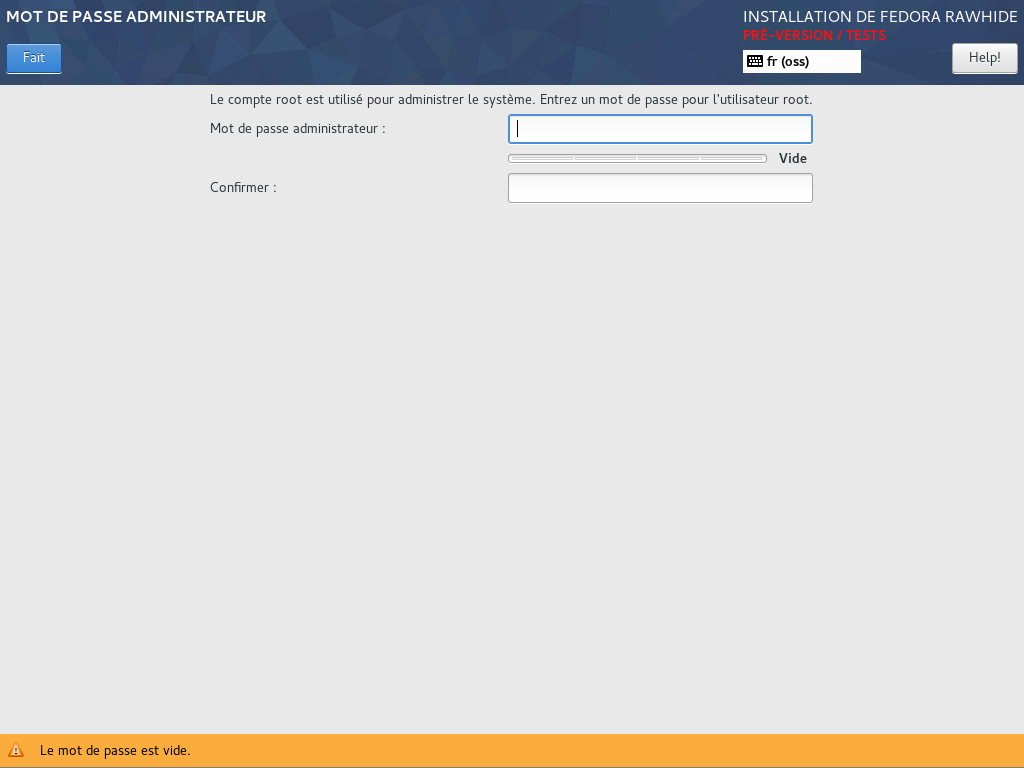 MOT DE PASSE ADMINISTRATEUR
INSTALLATION DE FEDORA RAWHIDE
PRÉ-VERSION / TESTS
Fait
fr (oss)
Help!
Le compte root est utilisé pour administrer le système. Entrez un mot de passe pour l'utilisateur root.
Mot de passe administrateur :
Vide
Confirmer :
Le mot de passe est vide.